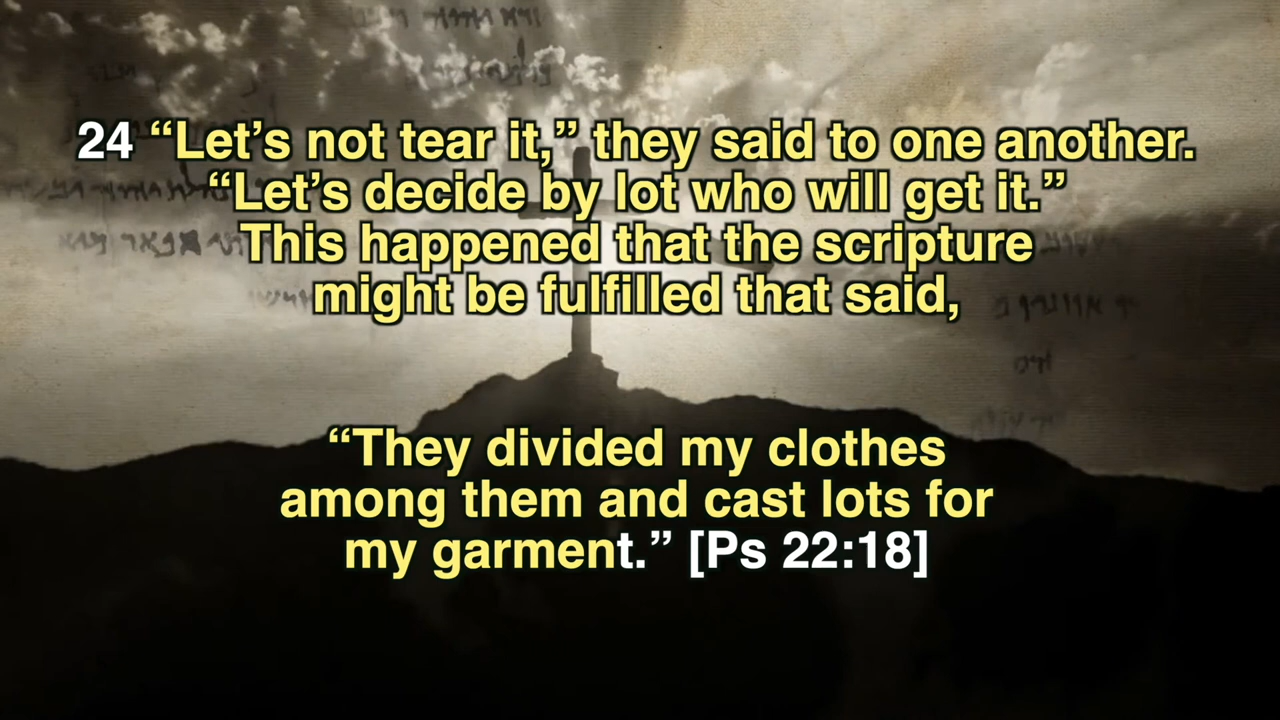 24 “Let’s not tear it,” they said to one another.
“Let’s decide by lot who will get it.”
This happened that the scripture
might be fulfilled that said,
“They divided my clothes
among them and cast lots for
my garment.” [Ps 22:18]